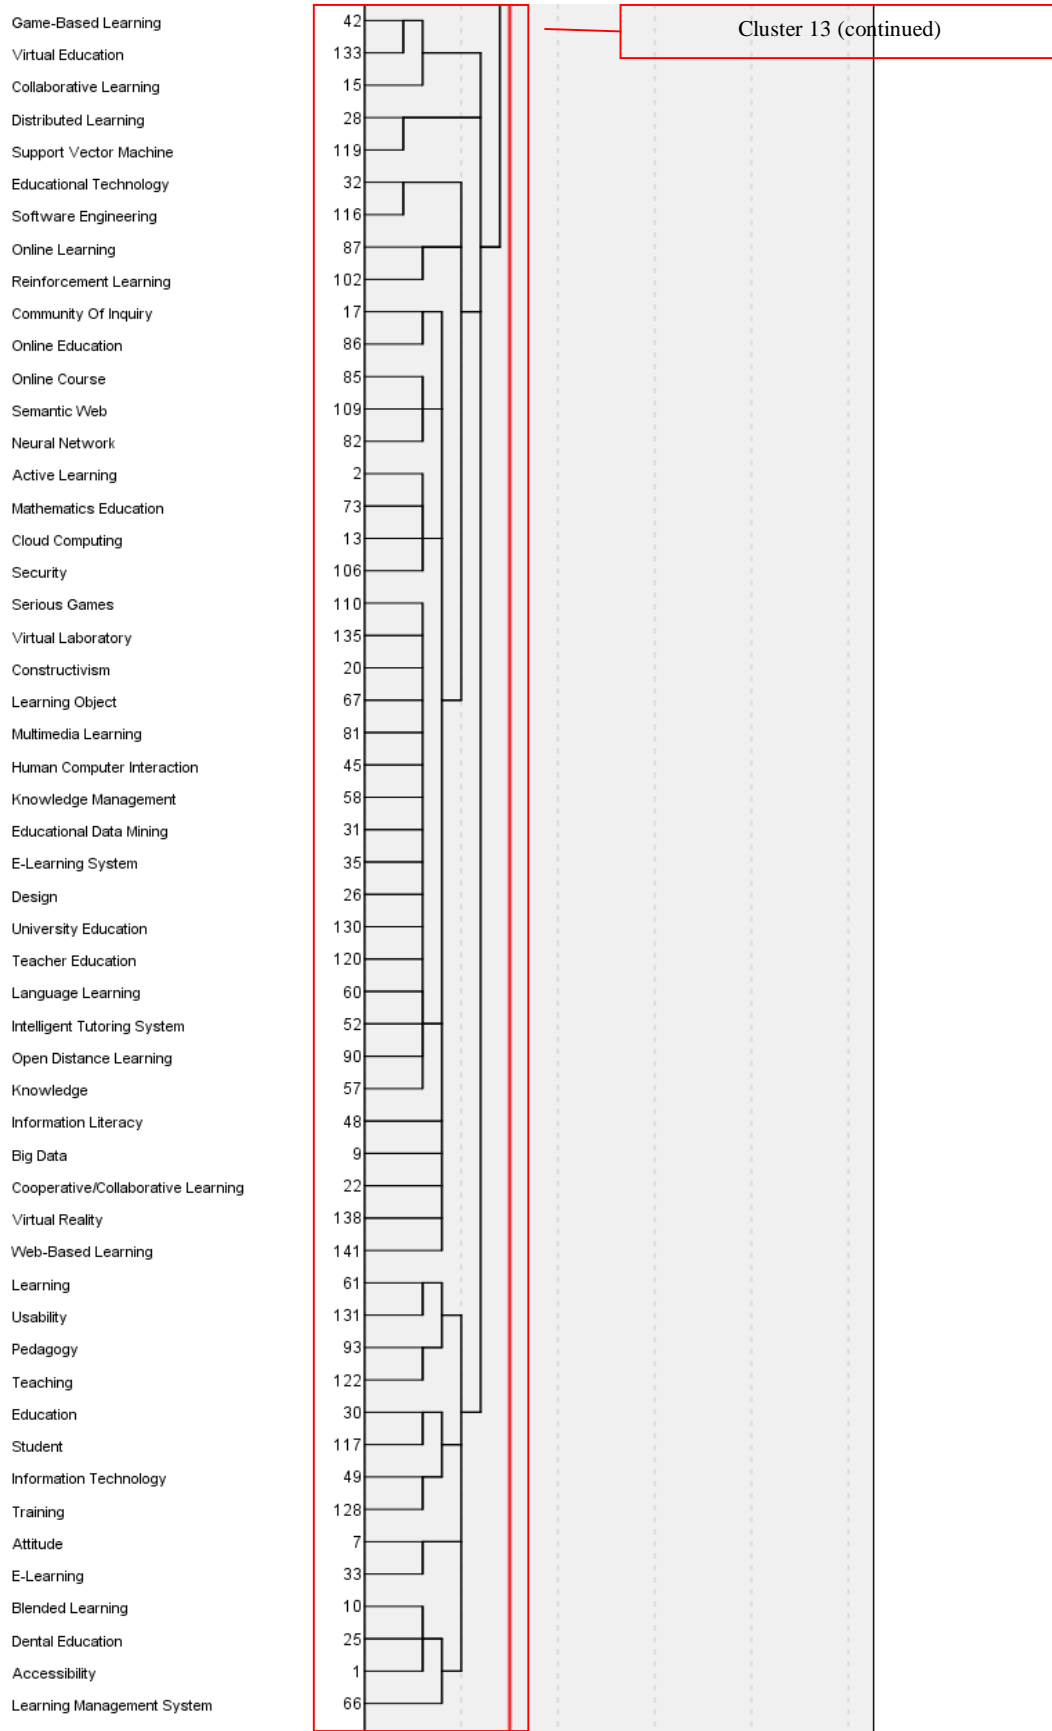 Cluster 13 (continued)
Game-Based Learning 42
Virtual Education 133
Collaborative Learning 15
Distributed Learning 28
Support Vector Machine 119
Educational Technology 32
Software Engineering 116
Online Learning 87
Reinforcement Learning 102
Community Of Inquiry 17
Online Education 86
Online Course 85
Semantic Web 109
Neural Network 82
Active Learning 2
Mathematics Education 73
Cloud Computing 13
Security 106
Serious Games 110
Virtual Laboratory 135
Constructivism 20
Learning Object 67
Multimedia Learning 81
Human Computer Interaction 45
Knowledge Management 58
Educational Data Mining 31
E-Learning System 35
Design 26
University Education 130
Teacher Education 120
Language Learning 60
Intelligent Tutoring System 52
Open Distance Learning 90
Knowledge 57
Information Literacy 48
Big Data 9
Cooperative/Collaborative Learning 22
Virtual Reality 138
Web-Based Learning 141
Learning 61
Usability 131
Pedagogy 93
Teaching 122
Education 30
Student 117
Information Technology 49
Training 128
Attitude 7
E-Learning 33
Blended Learning 10
Dental Education 25
Accessibility 1
Learning Management System 66